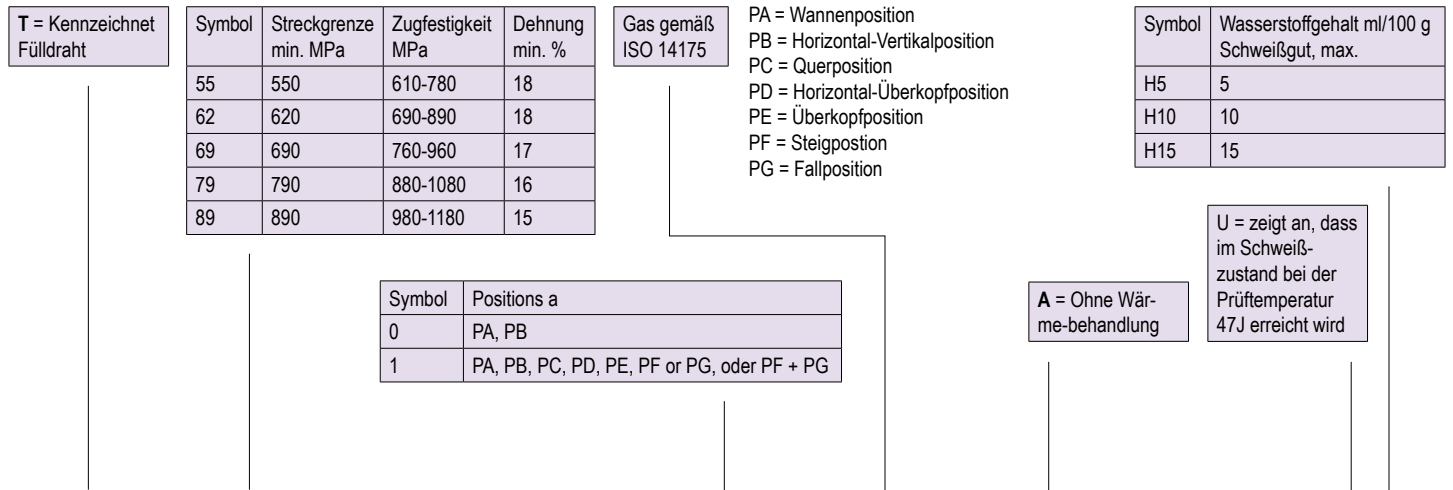 T = Kennzeichnet
Fülldraht
Symbol Streckgrenze min. MPa Zugfestigkeit MPa Dehnung min. %
55 550 610-780 18
62 620 690-890 18
69 690 760-960 17
79 790 880-1080 16
89 890 980-1180 15
Gas gemäß
ISO 14175
PA = Wannenposition
PB = Horizontal-Vertikalposition
PC = Querposition
PD = Horizontal-Überkopfposition
PE = Überkopfposition
PF = Steigpostion
PG = Fallposition
Symbol Wasserstoffgehalt ml/100 g
Schweißgut, max.
H5 5
H10 10
H15 15
Symbol Positions a
0 PA, PB
1 PA, PB, PC, PD, PE, PF or PG, oder PF + PG
A = Ohne Wär-
me-behandlung
U = zeigt an, dass
im Schweiß-
zustand bei der
Prüftemperatur
47J erreicht wird